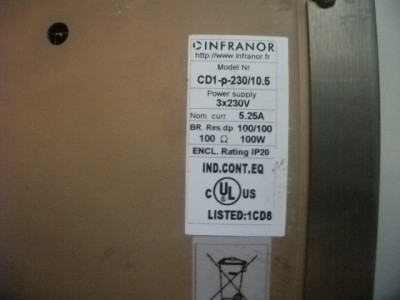 INFRANOR
http://www.infranor.fr
Model Nr
CD1-p-230/10.5
Power supply
3x230V
Nom curr. 5.25A
BR. Res.dp 100/100
100 Ω 100W
ENCL. Rating IP20
IND.CONT.EQ
C UL US
LISTED:1CD8